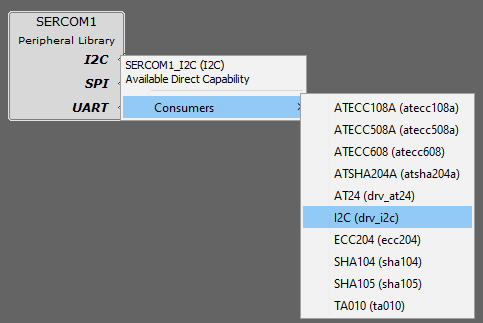 SERCOM1
Peripheral Library
I2C
SPI
UART
SERCOM1_I2C (I2C)
Available Direct Capability
Consumers
ATECC108A (atecc108a)
ATECC508A (atecc508a)
ATECC608 (atecc608)
ATSHA204A (atsha204a)
AT24 (drv_at24)
I2C (drv_i2c)
ECC204 (ecc204)
SHA104 (sha104)
SHA105 (sha105)
TA010 (ta010)